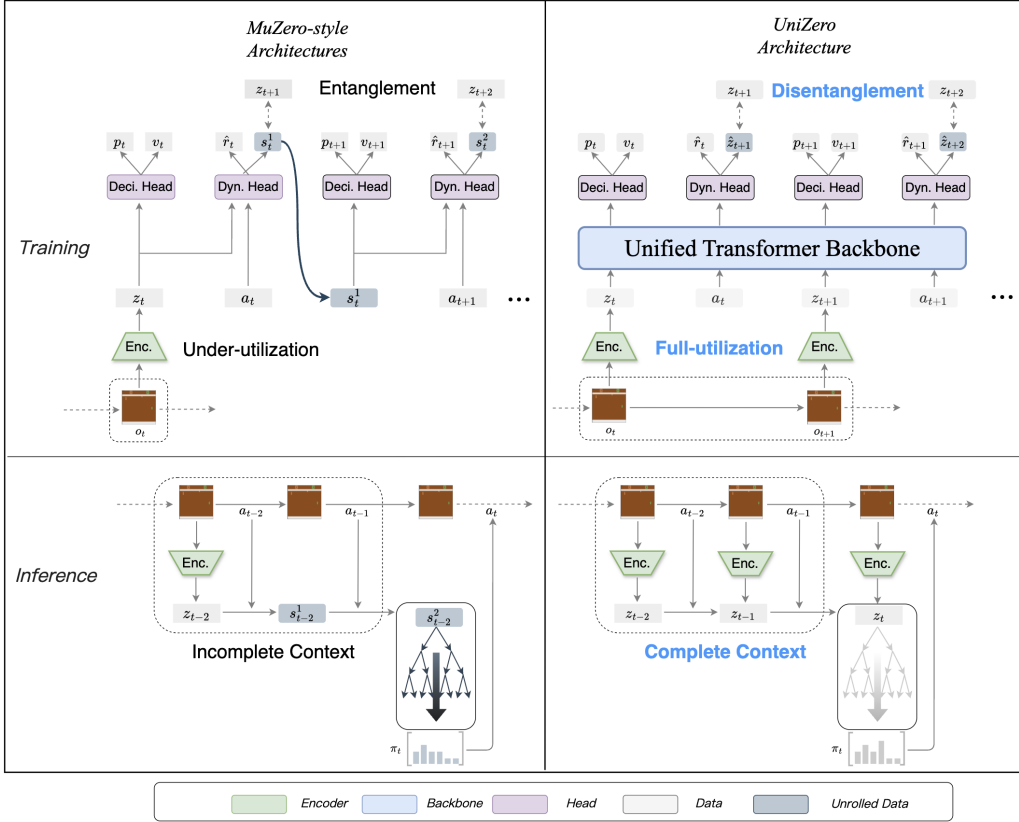 MuZero-style
Architectures
UniZero
Architecture
Training
z_{t+1} Entanglement z_{t+2}
p_t v_t \hat{r}_t s_t^1 p_{t+1} v_{t+1} \hat{r}_{t+1} s_t^2
Deci. Head Dyn. Head Deci. Head Dyn. Head
z_t a_t s_t^1 a_{t+1} •••
Enc. Under-utilization
o_t
z_{t+1} Disentanglement z_{t+2}
p_t v_t \hat{r}_t \hat{z}_{t+1} p_{t+1} v_{t+1} \hat{r}_{t+1} \hat{z}_{t+2}
Deci. Head Dyn. Head Deci. Head Dyn. Head
Unified Transformer Backbone
z_t a_t z_{t+1} a_{t+1} •••
Enc. Full-utilization Enc.
o_t o_{t+1}
Inference
a_{t-2} a_{t-1} a_t
Enc.
z_{t-2} s_{t-2}^1 s_{t-2}^2
Incomplete Context
π_t
a_{t-2} a_{t-1} a_t
Enc. Enc. Enc.
z_{t-2} z_{t-1} z_t
Complete Context
π_t
Encoder Backbone Head Data Unrolled Data